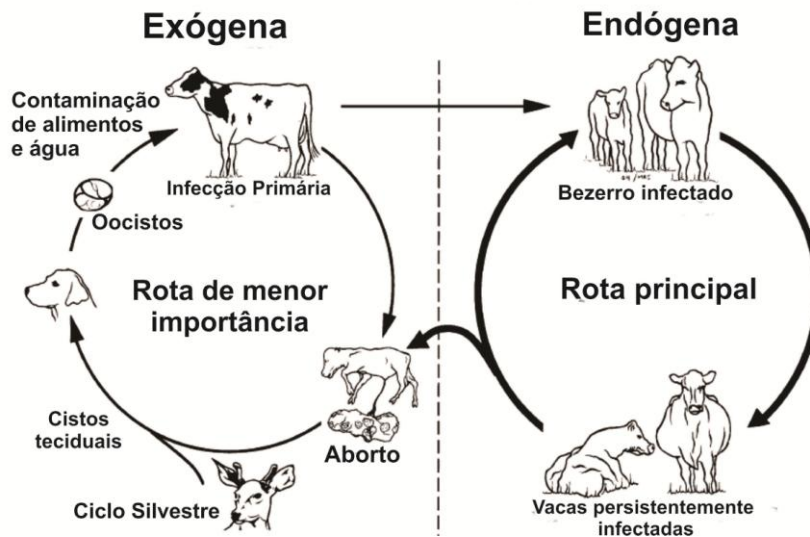 Exógena
Endógena
Contaminação
de alimentos
e água
Infecção Primária
Bezerro infectado
Oocistos
Rota de menor
importância
Rota principal
Cistos
teciduais
Aborto
Ciclo Silvestre
Vacas persistentemente
infectadas